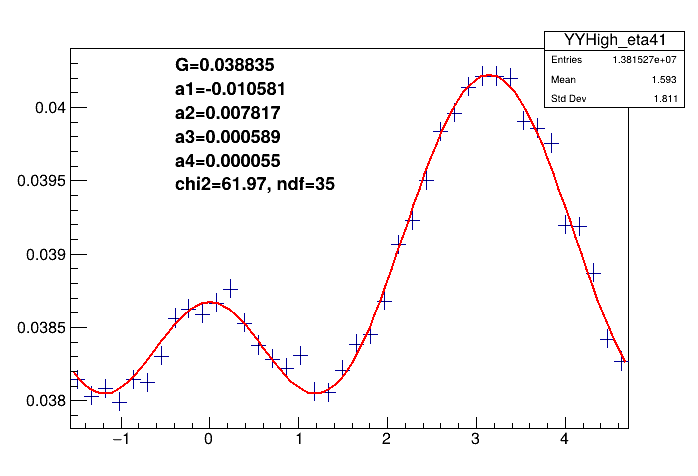 YYHigh_eta41
Entries 1.381527e+07
Mean 1.593
Std Dev 1.811
G=0.038835
a1=-0.010581
a2=0.007817
a3=0.000589
a4=0.000055
chi2=61.97, ndf=35
0.04
0.0395
0.039
0.0385
0.038
−1 0 1 2 3 4